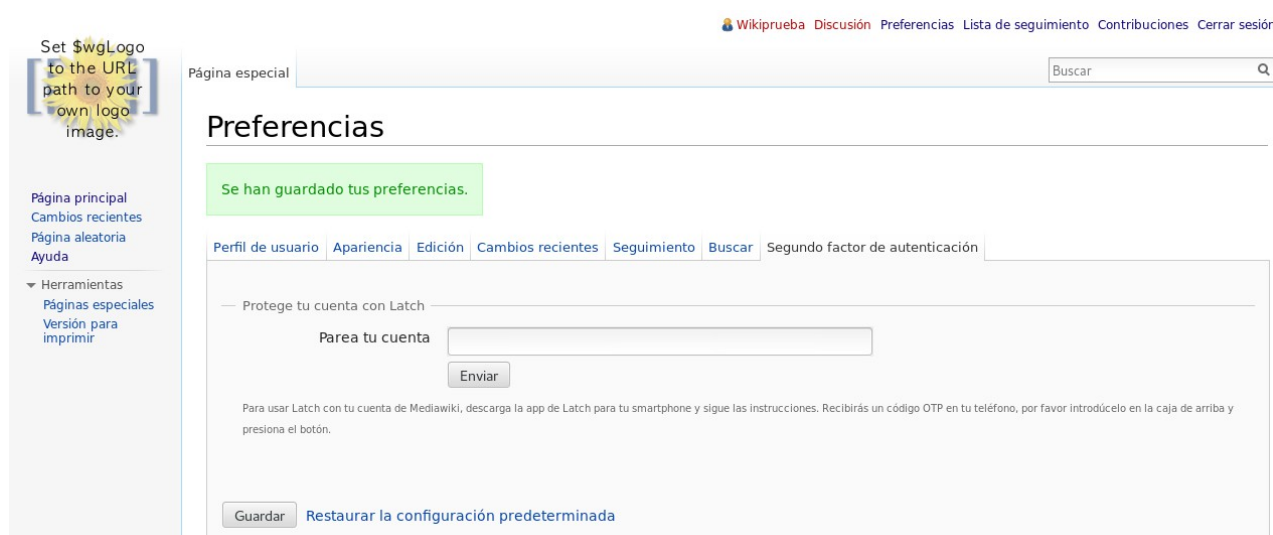 Wikiprueba Discusión Preferencias Lista de seguimiento Contribuciones Cerrar sesión
Set $wgLogo
to the URL
path to your
own logo
image.
Página especial
Buscar
Preferencias
Se han guardado tus preferencias.
Página principal
Cambios recientes
Página aleatoria
Ayuda
Herramientas
Páginas especiales
Versión para
imprimir
Perfil de usuario Apariencia Edición Cambios recientes Seguimiento Buscar Segundo factor de autenticación
Protege tu cuenta con Latch
Parea tu cuenta
Enviar
Para usar Latch con tu cuenta de Mediawiki, descarga la app de Latch para tu smartphone y sigue las instrucciones. Recibirás un código OTP en tu teléfono, por favor introdúcelo en la caja de arriba y
presiona el botón.
Guardar Restaurar la configuración predeterminada